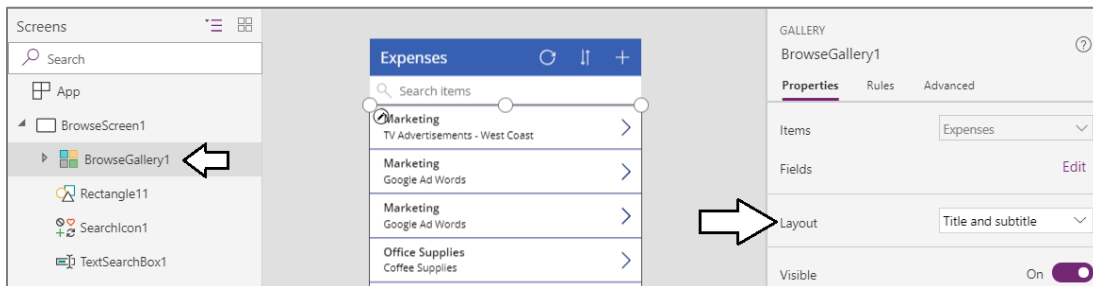 Screens
Search
App
BrowseScreen1
BrowseGallery1
Rectangle11
SearchIcon1
TextSearchBox1
Expenses
Search items
Marketing
TV Advertisements - West Coast
Marketing
Google Ad Words
Marketing
Google Ad Words
Office Supplies
Coffee Supplies
GALLERY
BrowseGallery1
?
Properties Rules Advanced
Items Expenses
Fields Edit
Layout Title and subtitle
Visible On